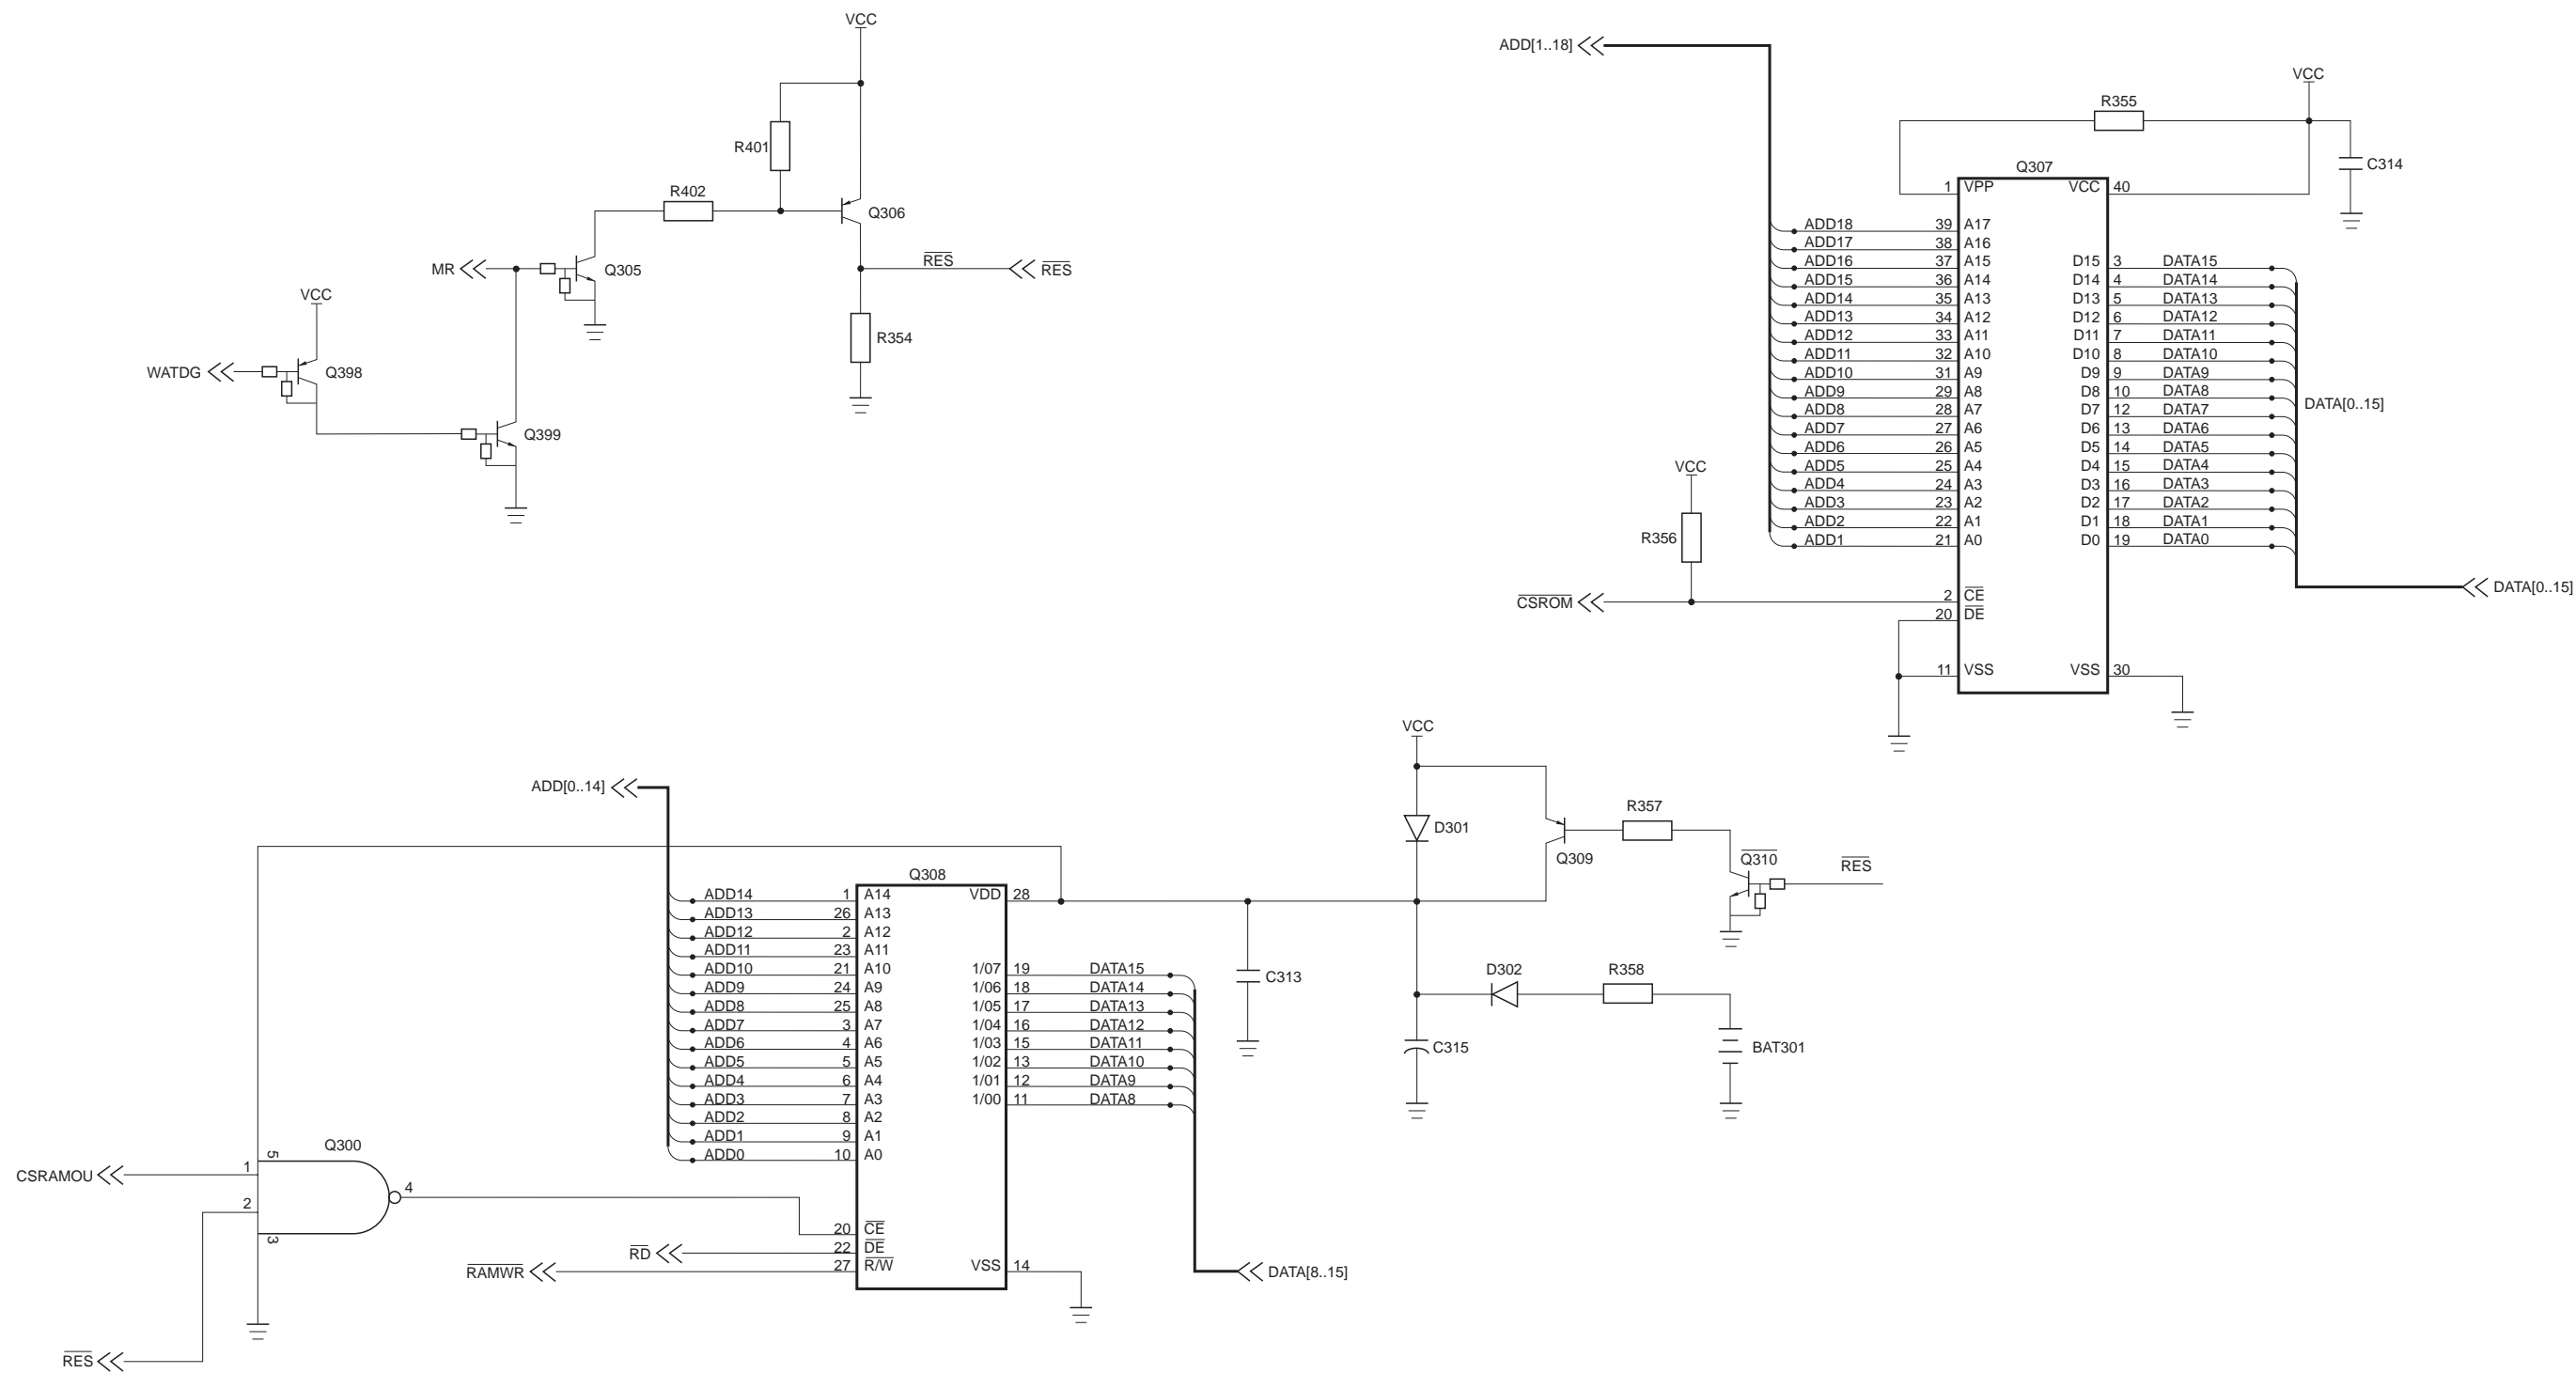 VCC
R401
R402
Q306
MR
Q305
RES
RES
R354
VCC
WATDG
Q398
Q399
ADD[1..18]
VCC
R355
C314
Q307
1 VPP VCC 40
ADD18 39 A17
ADD17 38 A16
ADD16 37 A15 D15 3 DATA15
ADD15 36 A14 D14 4 DATA14
ADD14 35 A13 D13 5 DATA13
ADD13 34 A12 D12 6 DATA12
ADD12 33 A11 D11 7 DATA11
ADD11 32 A10 D10 8 DATA10
ADD10 31 A9 D9 9 DATA9
ADD9 29 A8 D8 10 DATA8
ADD8 28 A7 D7 12 DATA7
ADD7 27 A6 D6 13 DATA6
ADD6 26 A5 D5 14 DATA5
ADD5 25 A4 D4 15 DATA4
ADD4 24 A3 D3 16 DATA3
ADD3 23 A2 D2 17 DATA2
ADD2 22 A1 D1 18 DATA1
ADD1 21 A0 D0 19 DATA0
DATA[0..15]
DATA[0..15]
VCC
R356
CSROM
2 CE
20 DE
11 VSS VSS 30
ADD[0..14]
Q308
ADD14 1 A14 VDD 28
ADD13 26 A13
ADD12 2 A12
ADD11 23 A11
ADD10 21 A10 1/07 19 DATA15
ADD9 24 A9 1/06 18 DATA14
ADD8 25 A8 1/05 17 DATA13
ADD7 3 A7 1/04 16 DATA12
ADD6 4 A6 1/03 15 DATA11
ADD5 5 A5 1/02 13 DATA10
ADD4 6 A4 1/01 12 DATA9
ADD3 7 A3 1/00 11 DATA8
ADD2 8 A2
ADD1 9 A1
ADD0 10 A0
20 CE
RD 22 DE
RAMWR 27 R/W VSS 14
DATA[8..15]
Q300
CSRAMOU 1
5
2
3
4
RES
VCC
D301
R357
Q309
Q310
RES
C313
D302
R358
C315
BAT301